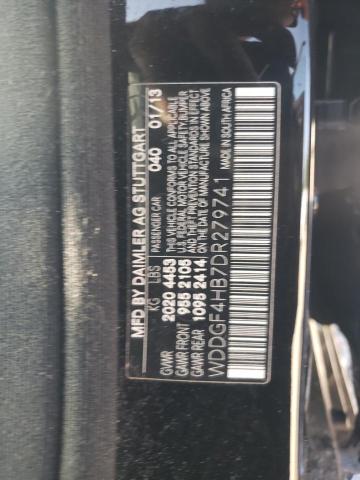 MFD BY DAIMLER AG STUTTGART
PASSENGER CAR 040 01/13
KG LBS
GVWR 2020 4453
GAWR FRONT 955 2105
GAWR REAR 1095 2414
THIS VEHICLE CONFORMS TO ALL APPLICABLE
U.S. FEDERAL MOTOR VEHICLE
SAFETY/BUMPER AND THEFT
PREVENTION STANDARDS IN EFFECT
ON DATE OF MANUFACTURE SHOWN ABOVE
WDDGF4HB7DR279741
MADE IN SOUTH AFRICA